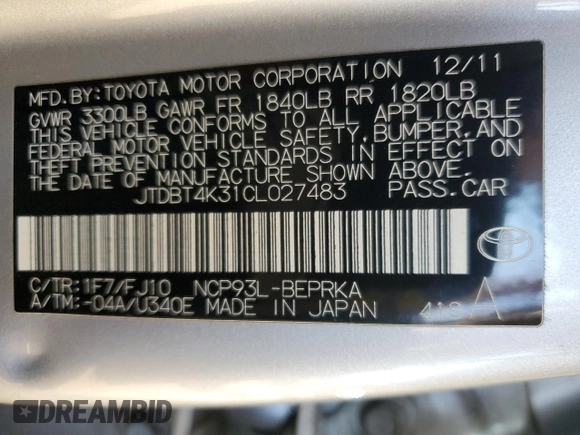 MFD. BY: TOYOTA MOTOR CORPORATION 12/11
GVWR 3300LB GAWR FR 1840LB RR 1820LB
THIS VEHICLE CONFORMS TO ALL APPLICABLE
FEDERAL MOTOR VEHICLE SAFETY, BUMPER, AND
THEFT PREVENTION STANDARDS IN EFFECT ON
THE DATE OF MANUFACTURE SHOWN ABOVE.
JTDBT4K31CL027483 PASS. CAR
C/TR: 1F7/FJ10 NCP93L-BEPRKA
A/TM: -04A/U340E MADE IN JAPAN
A
DREAMBID